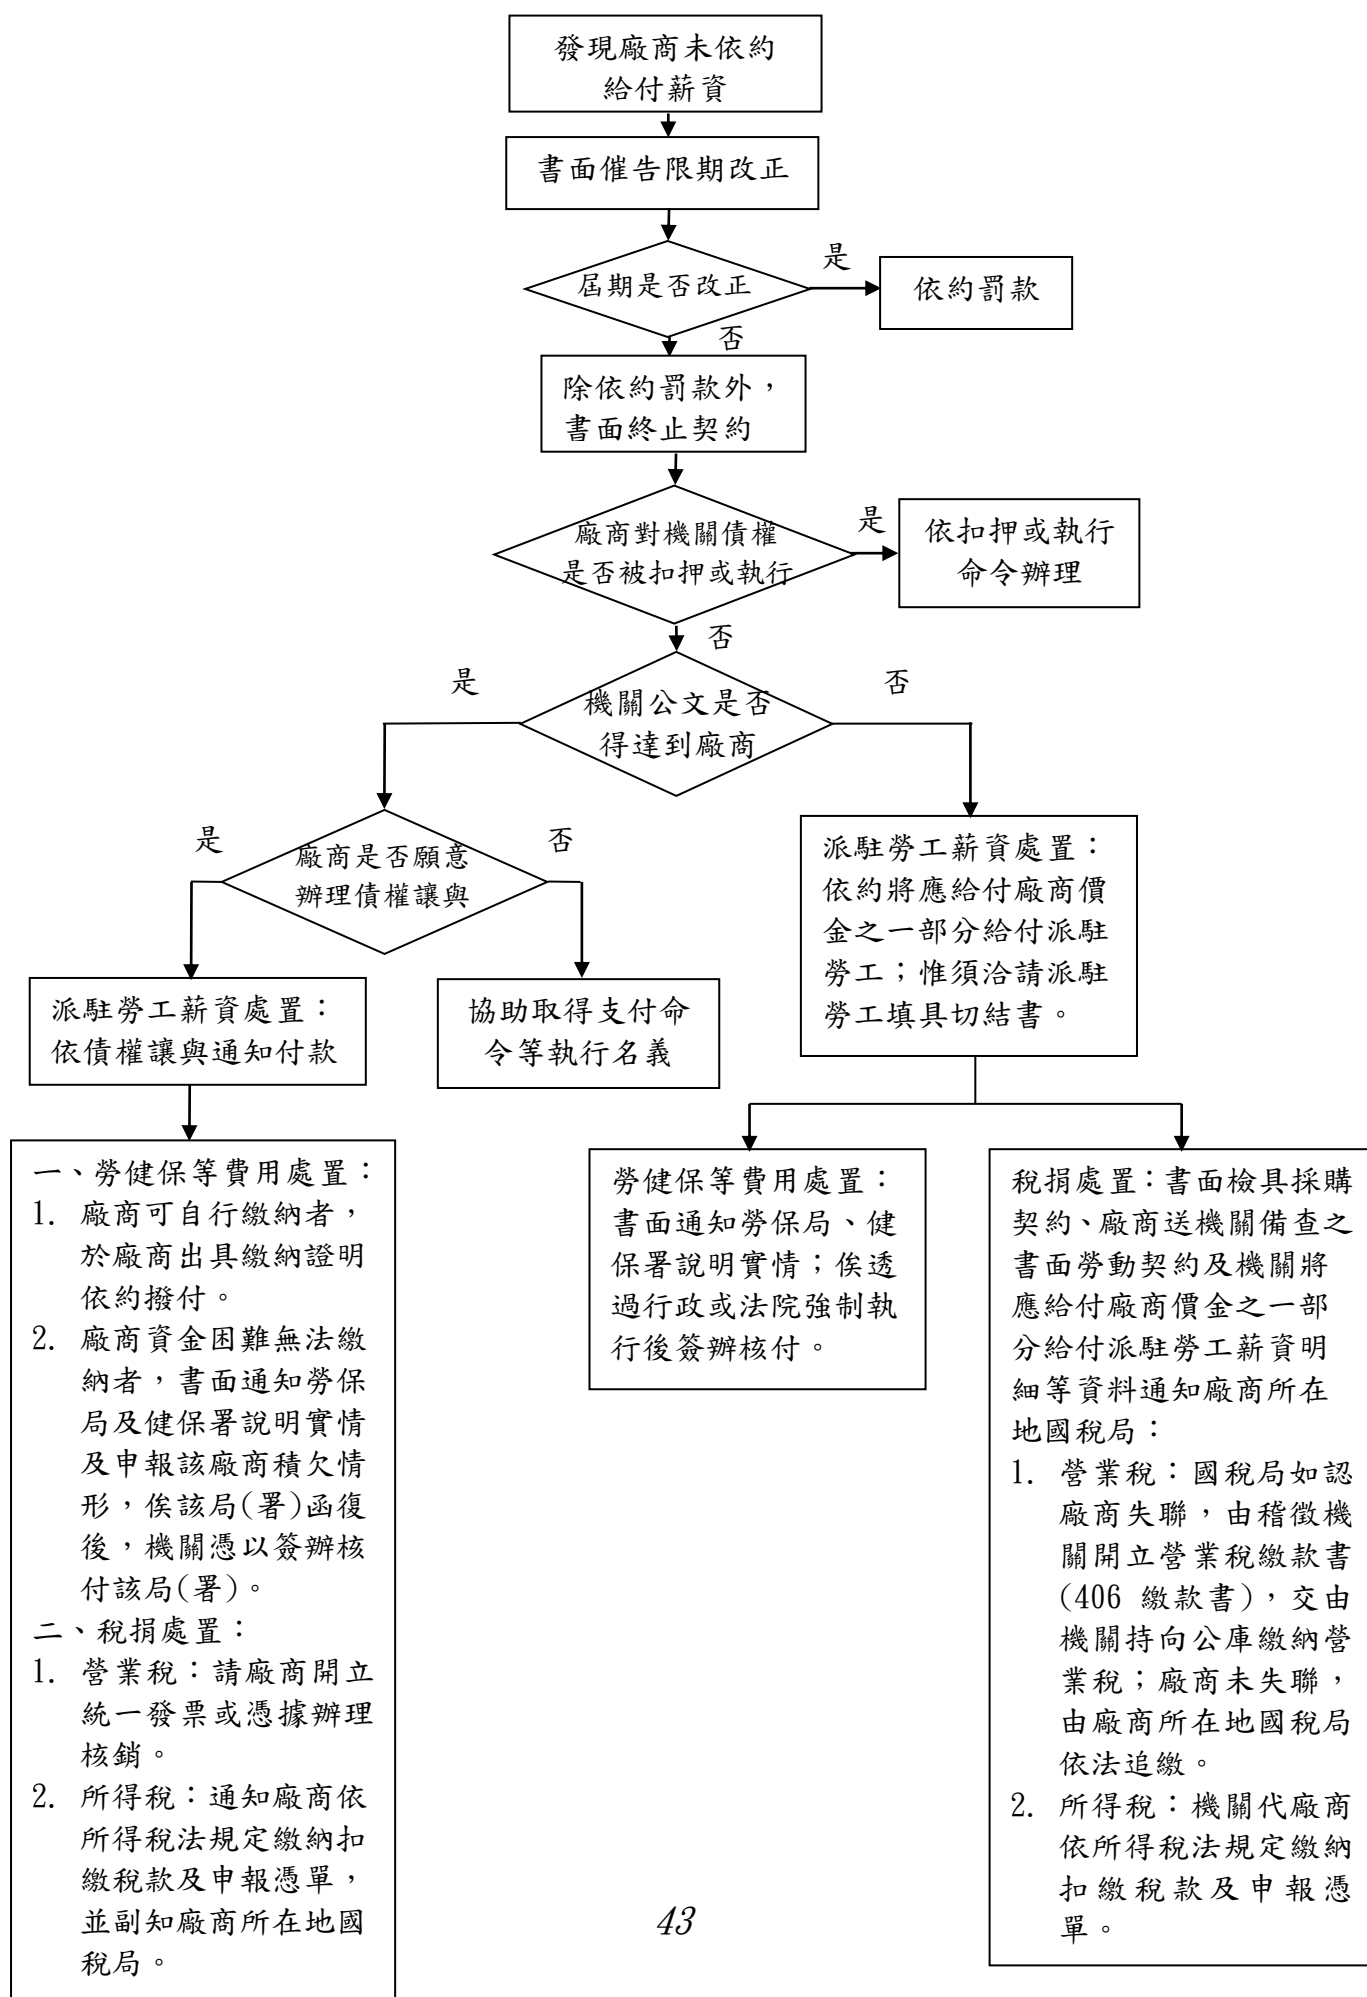 發現廠商未依約
給付薪資
書面催告限期改正
屆期是否改正
是
依約罰款
否
除依約罰款外，
書面終止契約
廠商對機關債權
是否被扣押或執行
是
依扣押或執行
命令辦理
否
機關公文是否
得達到廠商
是
否
廠商是否願意
辦理債權讓與
是
否
派駐勞工薪資處置：
依債權讓與通知付款
協助取得支付命
令等執行名義
派駐勞工薪資處置：
依約將應給付廠商價
金之一部分給付派駐
勞工；惟須洽請派駐
勞工填具切結書。
一、勞健保等費用處置：
1. 廠商可自行繳納者，
於廠商出具繳納證明
依約撥付。
2. 廠商資金困難無法繳
納者，書面通知勞保
局及健保署說明實情
及申報該廠商積欠情
形，俟該局(署)函復
後，機關憑以簽辦核
付該局(署)。
二、稅捐處置：
1. 營業稅：請廠商開立
統一發票或憑據辦理
核銷。
2. 所得稅：通知廠商依
所得稅法規定繳納扣
繳稅款及申報憑單，
並副知廠商所在地國
稅局。
勞健保等費用處置：
書面通知勞保局、健
保署說明實情；俟透
過行政或法院強制執
行後簽辦核付。
稅捐處置：書面檢具採購
契約、廠商送機關備查之
書面勞動契約及機關將
應給付廠商價金之一部
分給付派駐勞工薪資明
細等資料通知廠商所在
地國稅局：
1. 營業稅：國稅局如認
廠商失聯，由稽徵機
關開立營業稅繳款書
(406 繳款書)，交由
機關持向公庫繳納營
業稅；廠商未失聯，
由廠商所在地國稅局
依法追繳。
2. 所得稅：機關代廠商
依所得稅法規定繳納
扣繳稅款及申報憑
單。
43